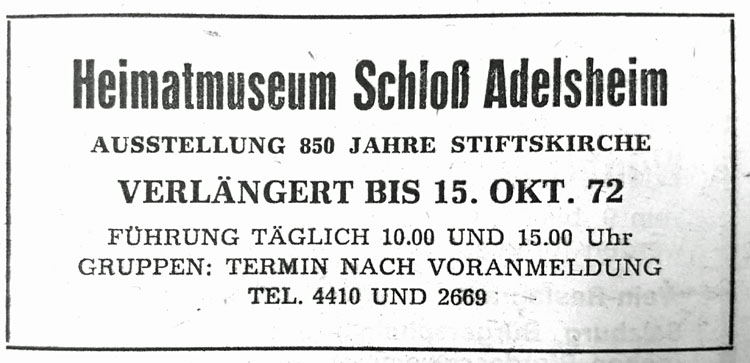 Heimatmuseum Schloß Adelsheim
AUSSTELLUNG 850 JAHRE STIFTSKIRCHE
VERLÄNGERT BIS 15. OKT. 72
FÜHRUNG TÄGLICH 10.00 UND 15.00 Uhr
GRUPPEN: TERMIN NACH VORANMELDUNG
TEL. 4410 UND 2669